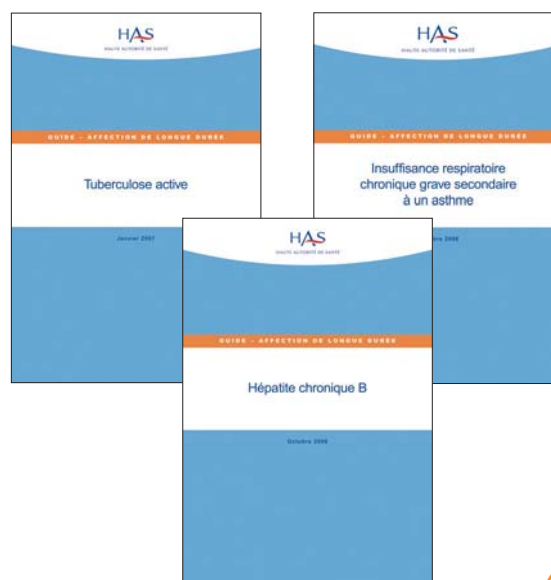 HAS
HAUTE AUTORITÉ DE SANTÉ
GUIDE - AFFECTION DE LONGUE DURÉE
Tuberculose active
Janvier 2007
HAS
HAUTE AUTORITÉ DE SANTÉ
GUIDE - AFFECTION DE LONGUE DURÉE
Insuffisance respiratoire
chronique grave secondaire
à un asthme
2006
HAS
HAUTE AUTORITÉ DE SANTÉ
GUIDE - AFFECTION DE LONGUE DURÉE
Hépatite chronique B
Octobre 2006